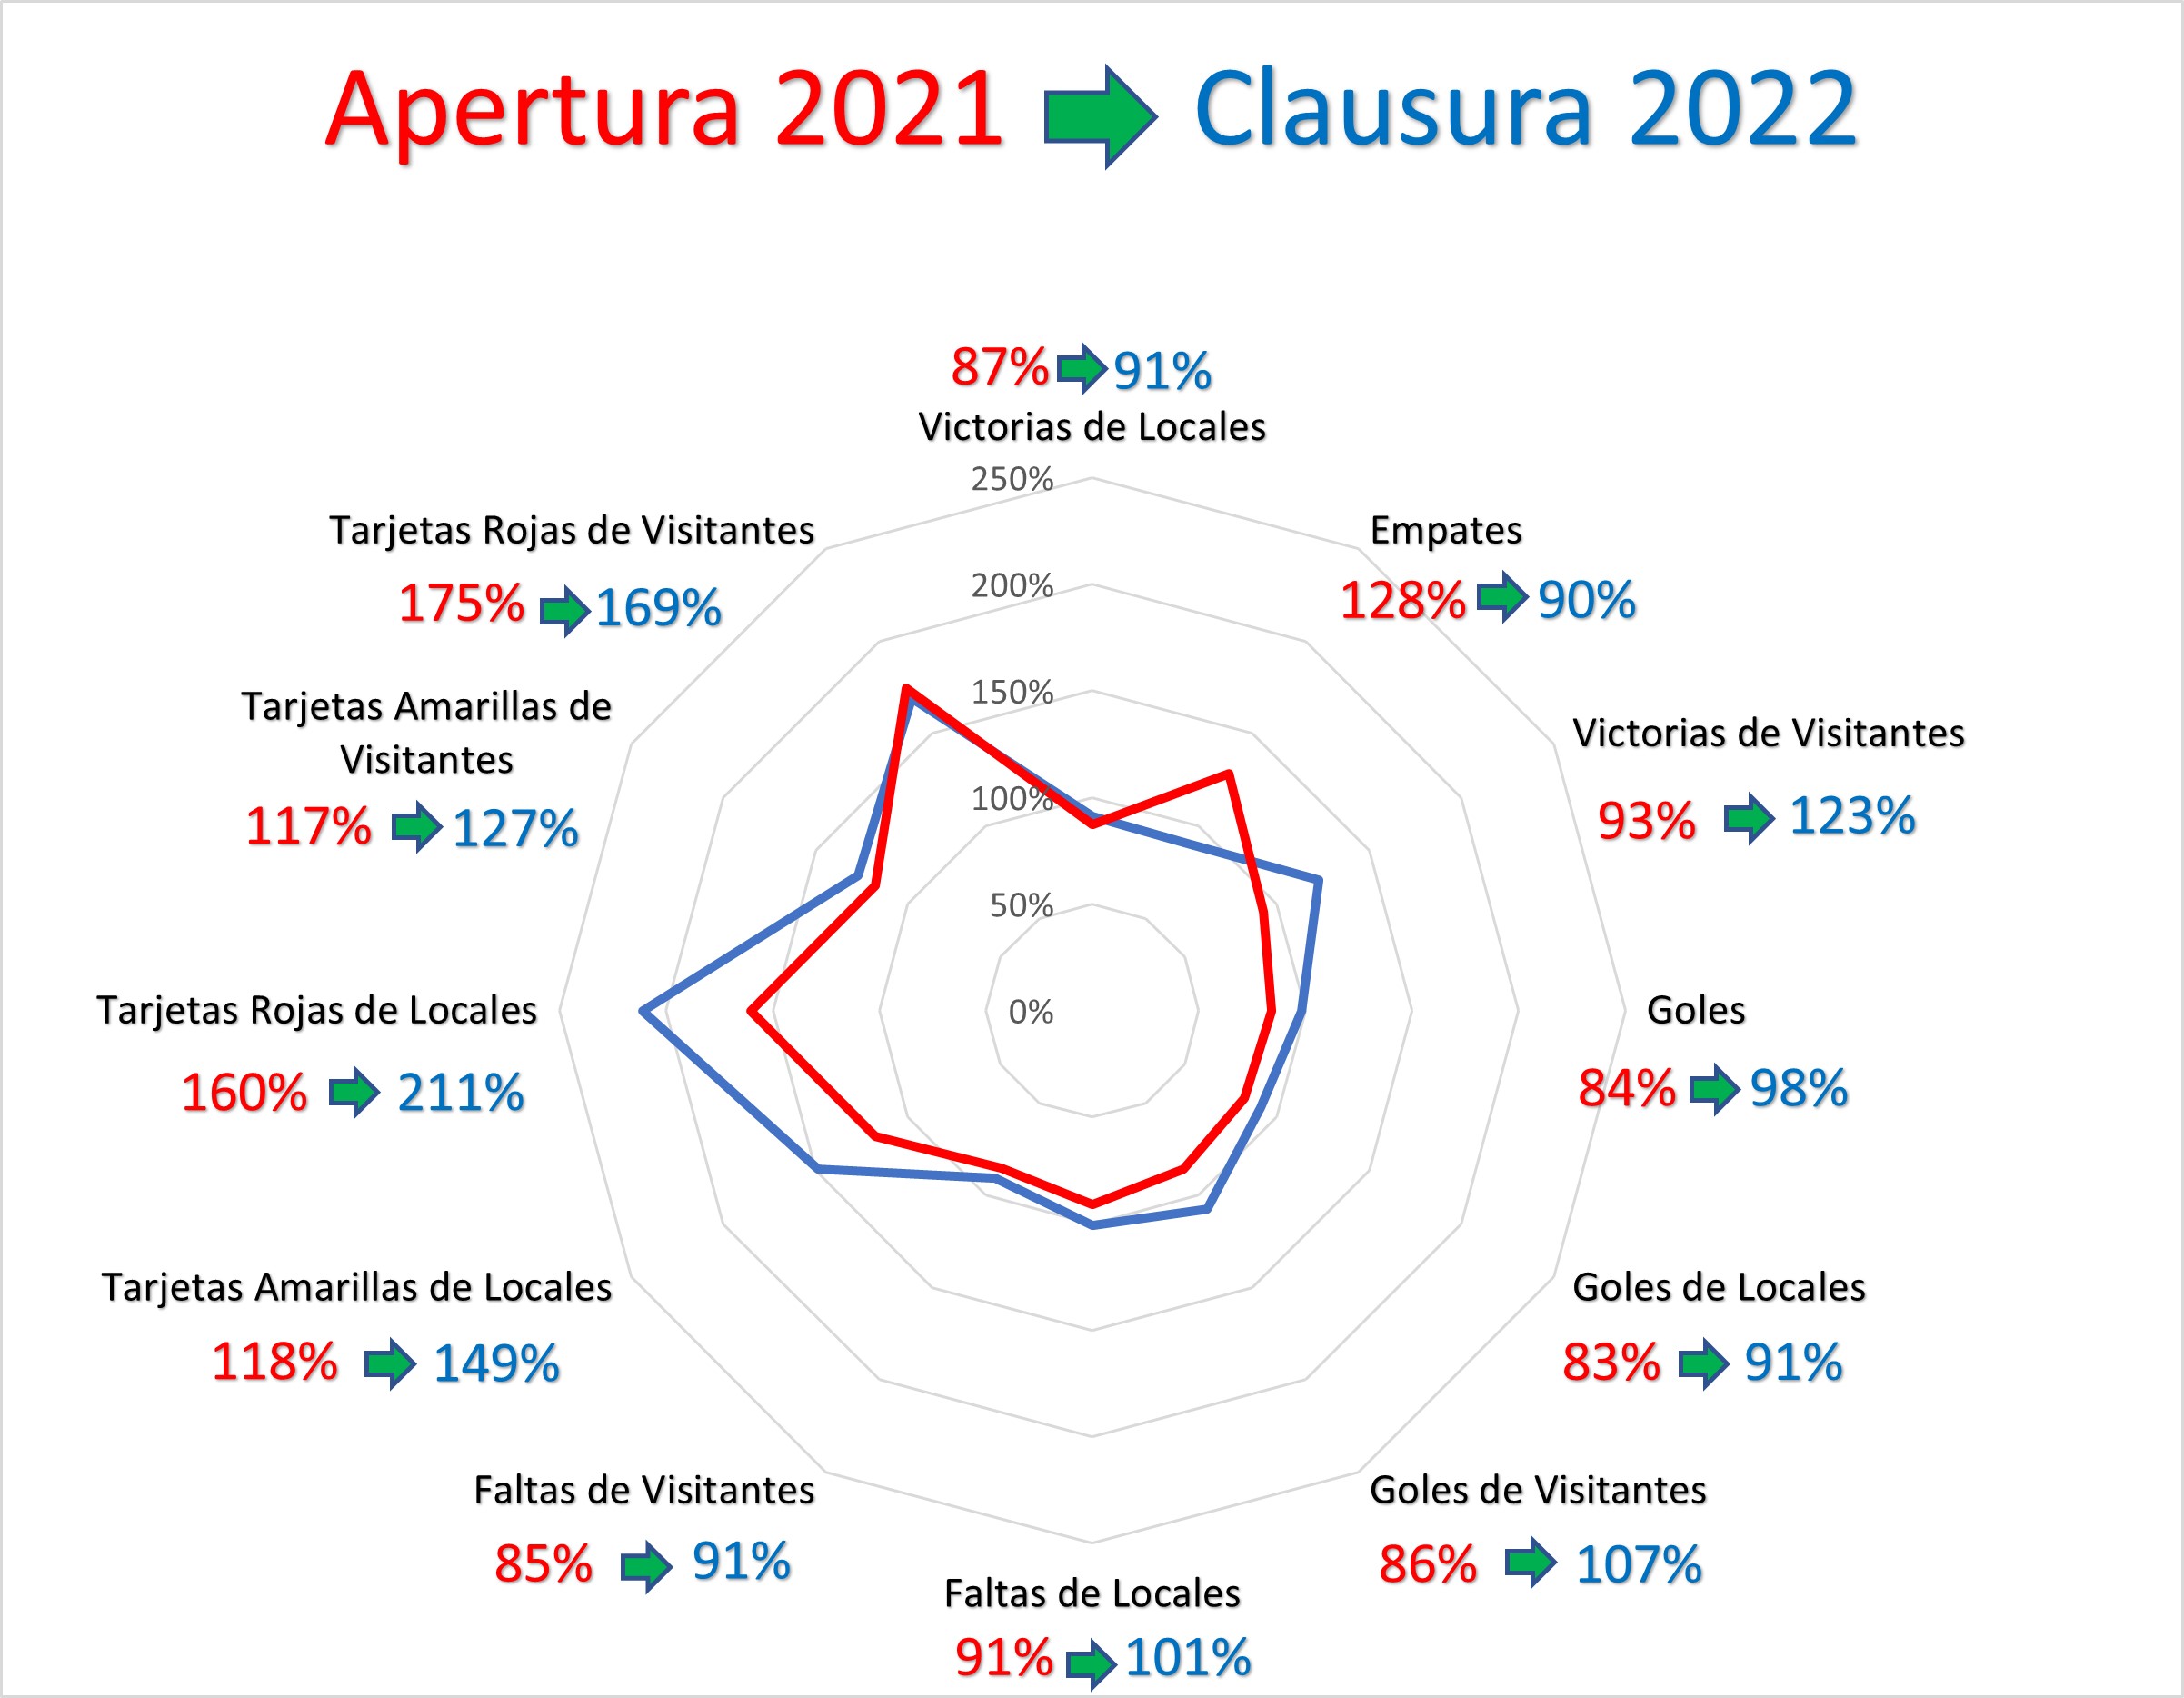 Apertura 2021 Clausura 2022
87% 91%
Victorias de Locales
250%
200%
150%
100%
50%
0%
Empates
128% 90%
Victorias de Visitantes
93% 123%
Goles
84% 98%
Goles de Locales
83% 91%
Goles de Visitantes
86% 107%
Faltas de Locales
91% 101%
Faltas de Visitantes
85% 91%
Tarjetas Amarillas de Locales
118% 149%
Tarjetas Rojas de Locales
160% 211%
Tarjetas Amarillas de
Visitantes
117% 127%
Tarjetas Rojas de Visitantes
175% 169%